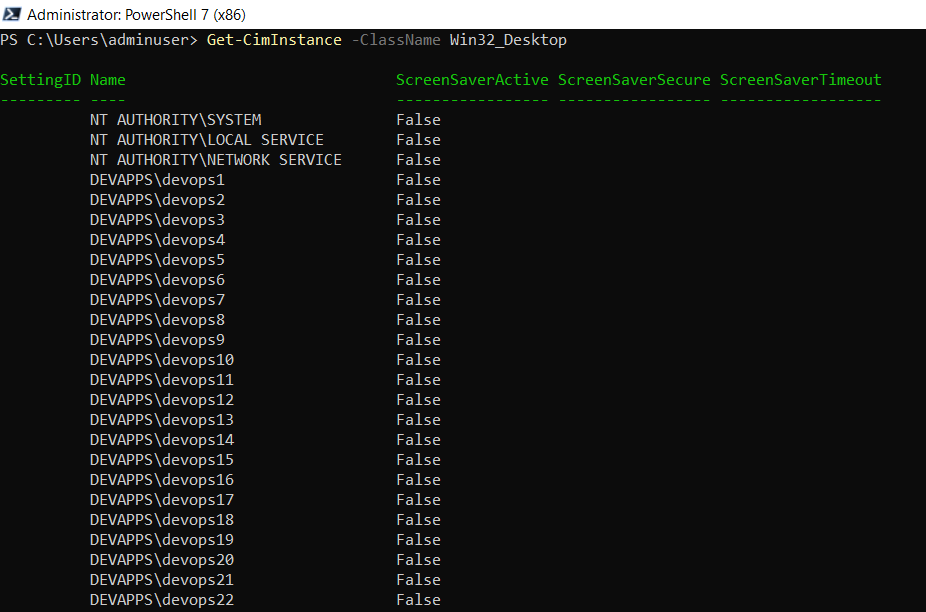 Administrator: PowerShell 7 (x86)
PS C:\Users\adminuser> Get-CimInstance -ClassName Win32_Desktop
SettingID Name                              ScreenSaverActive ScreenSaverSecure ScreenSaverTimeout
--------- ----                              ----------------- ----------------- ------------------
          NT AUTHORITY\SYSTEM               False
          NT AUTHORITY\LOCAL SERVICE        False
          NT AUTHORITY\NETWORK SERVICE      False
          DEVAPPS\devops1                   False
          DEVAPPS\devops2                   False
          DEVAPPS\devops3                   False
          DEVAPPS\devops4                   False
          DEVAPPS\devops5                   False
          DEVAPPS\devops6                   False
          DEVAPPS\devops7                   False
          DEVAPPS\devops8                   False
          DEVAPPS\devops9                   False
          DEVAPPS\devops10                  False
          DEVAPPS\devops11                  False
          DEVAPPS\devops12                  False
          DEVAPPS\devops13                  False
          DEVAPPS\devops14                  False
          DEVAPPS\devops15                  False
          DEVAPPS\devops16                  False
          DEVAPPS\devops17                  False
          DEVAPPS\devops18                  False
          DEVAPPS\devops19                  False
          DEVAPPS\devops20                  False
          DEVAPPS\devops21                  False
          DEVAPPS\devops22                  False